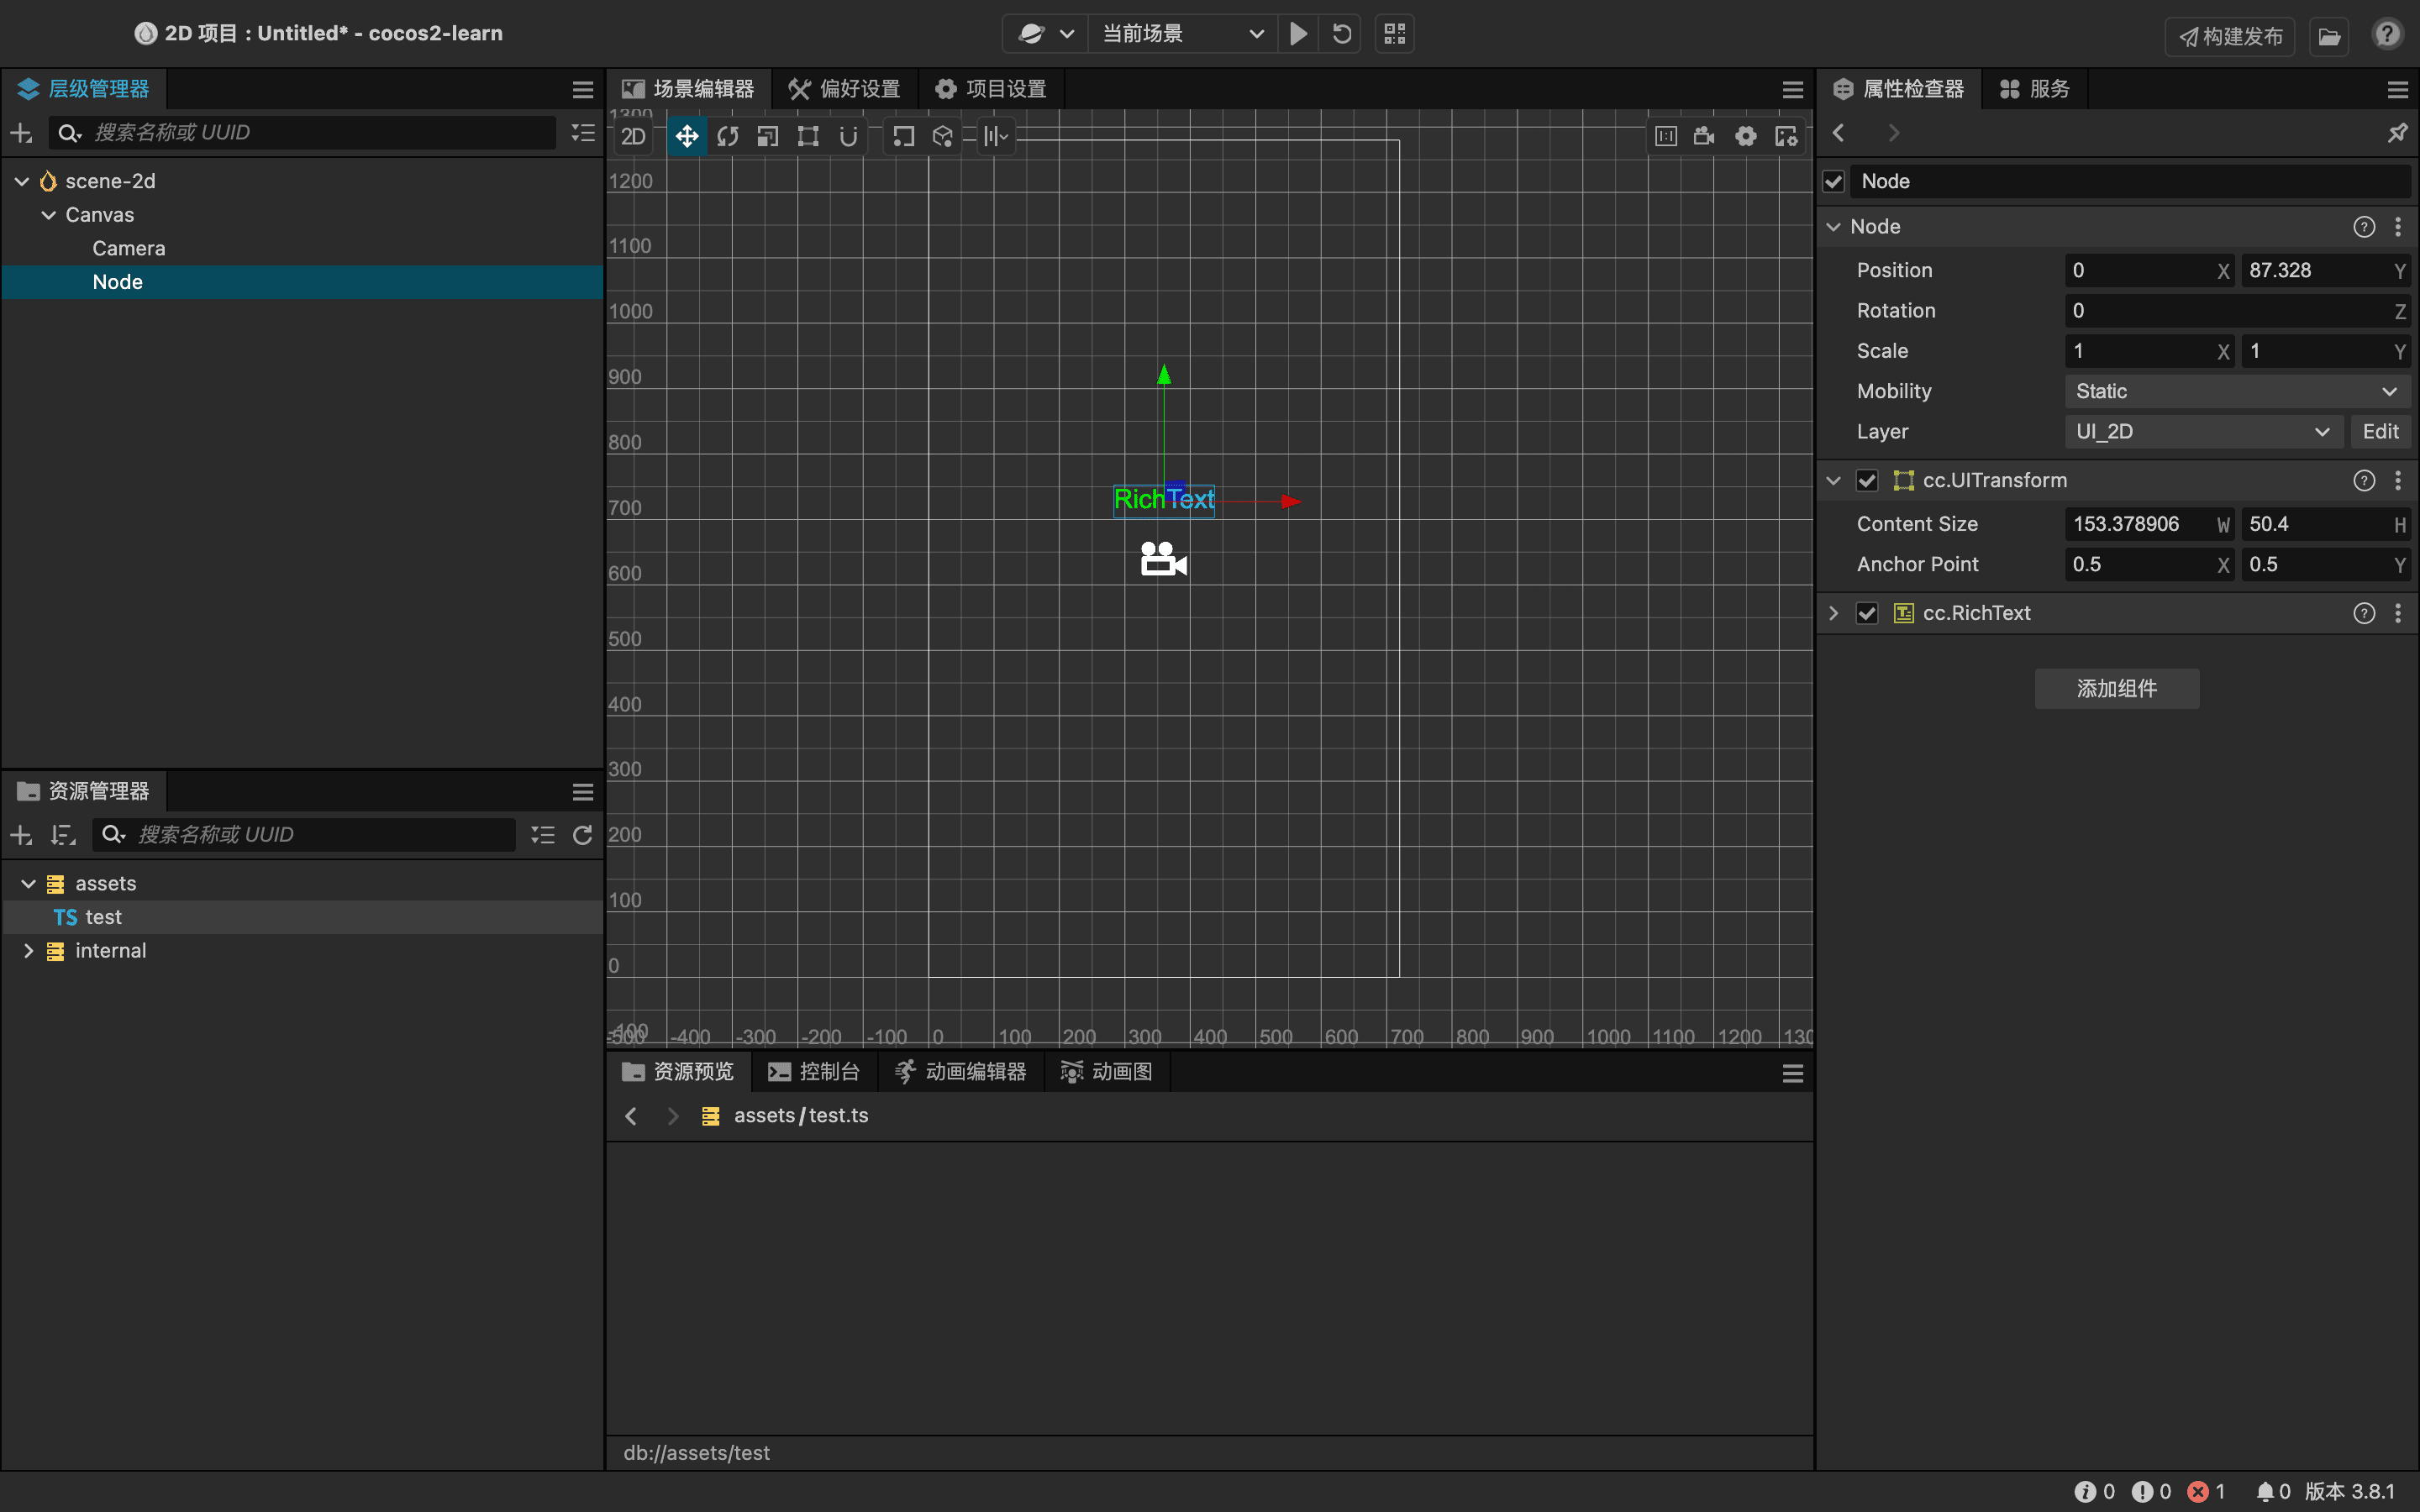 2D 项目 : Untitled* - cocos2-learn
当前场景
构建发布
层级管理器
搜索名称或 UUID
scene-2d
Canvas
Camera
Node
资源管理器
搜索名称或 UUID
assets
TS test
internal
场景编辑器
偏好设置
项目设置
2D
1300
1200
1100
1000
900
800
700
600
500
400
300
200
100
0
-100
RichText
-500 -400 -300 -200 -100 0 100 200 300 400 500 600 700 800 900 1000 1100 1200 130
资源预览
控制台
动画编辑器
动画图
assets / test.ts
db://assets/test
属性检查器
服务
Node
Node
Position 0 X 87.328 Y
Rotation 0 Z
Scale 1 X 1 Y
Mobility Static
Layer UI_2D Edit
cc.UITransform
Content Size 153.378906 W 50.4 H
Anchor Point 0.5 X 0.5 Y
cc.RichText
添加组件
0 0 1 0 版本 3.8.1